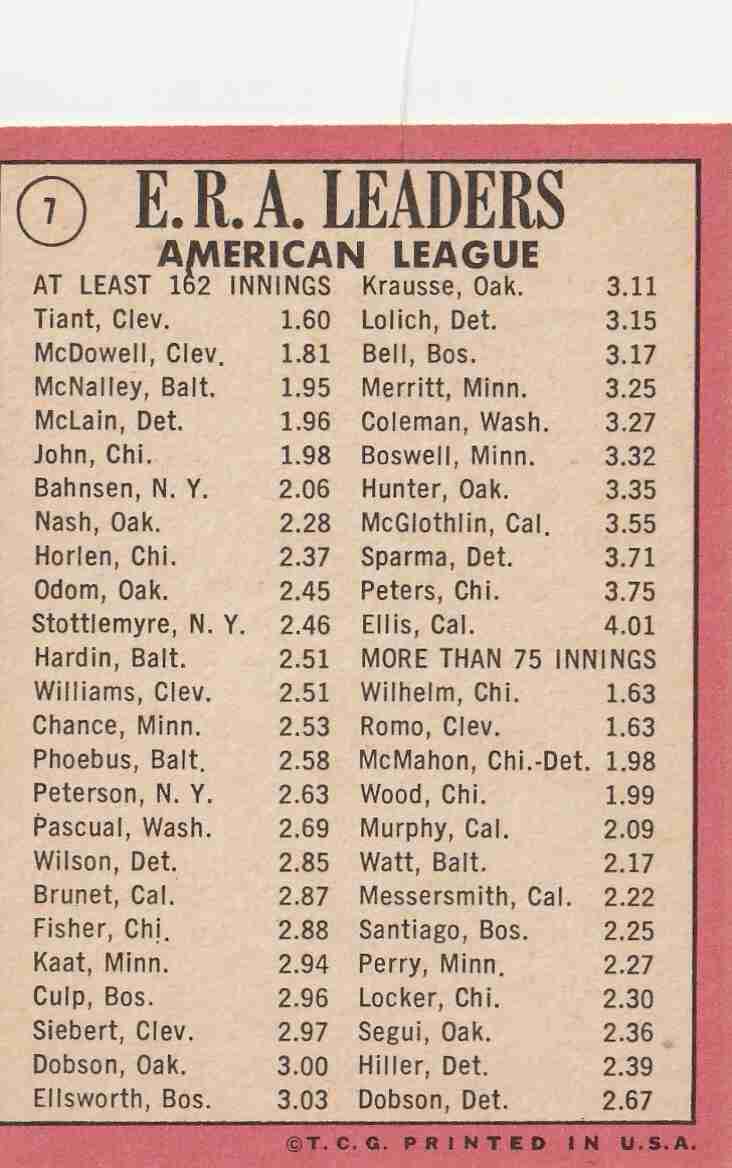 7
E. R. A. LEADERS
AMERICAN LEAGUE
AT LEAST 162 INNINGS
Tiant, Clev. 1.60
McDowell, Clev. 1.81
McNalley, Balt. 1.95
McLain, Det. 1.96
John, Chi. 1.98
Bahnsen, N. Y. 2.06
Nash, Oak. 2.28
Horlen, Chi. 2.37
Odom, Oak. 2.45
Stottlemyre, N. Y. 2.46
Hardin, Balt. 2.51
Williams, Clev. 2.51
Chance, Minn. 2.53
Phoebus, Balt. 2.58
Peterson, N. Y. 2.63
Pascual, Wash. 2.69
Wilson, Det. 2.85
Brunet, Cal. 2.87
Fisher, Chi. 2.88
Kaat, Minn. 2.94
Culp, Bos. 2.96
Siebert, Clev. 2.97
Dobson, Oak. 3.00
Ellsworth, Bos. 3.03
Krausse, Oak. 3.11
Lolich, Det. 3.15
Bell, Bos. 3.17
Merritt, Minn. 3.25
Coleman, Wash. 3.27
Boswell, Minn. 3.32
Hunter, Oak. 3.35
McGlothlin, Cal. 3.55
Sparma, Det. 3.71
Peters, Chi. 3.75
Ellis, Cal. 4.01
MORE THAN 75 INNINGS
Wilhelm, Chi. 1.63
Romo, Clev. 1.63
McMahon, Chi.-Det. 1.98
Wood, Chi. 1.99
Murphy, Cal. 2.09
Watt, Balt. 2.17
Messersmith, Cal. 2.22
Santiago, Bos. 2.25
Perry, Minn. 2.27
Locker, Chi. 2.30
Segui, Oak. 2.36
Hiller, Det. 2.39
Dobson, Det. 2.67
©T. C. G. PRINTED IN U.S.A.